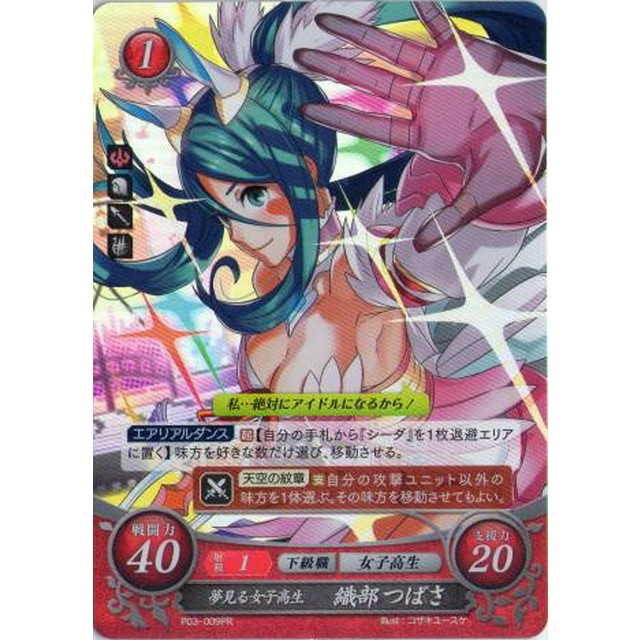 1
私…絶対にアイドルになるから!
エアリアルダンス 【自分の手札から『シーダ』を1枚退避エリア
に置く】味方を好きな数だけ選び、移動させる。
天空の紋章 支 自分の攻撃ユニット以外の
味方を1体選ぶ。その味方を移動させてもよい。
戦闘力
40
射程 1 下級職 女子高生
支援力
20
夢見る女子高生 織部 つばさ
P03-009PR
Illust:コザキユースケ